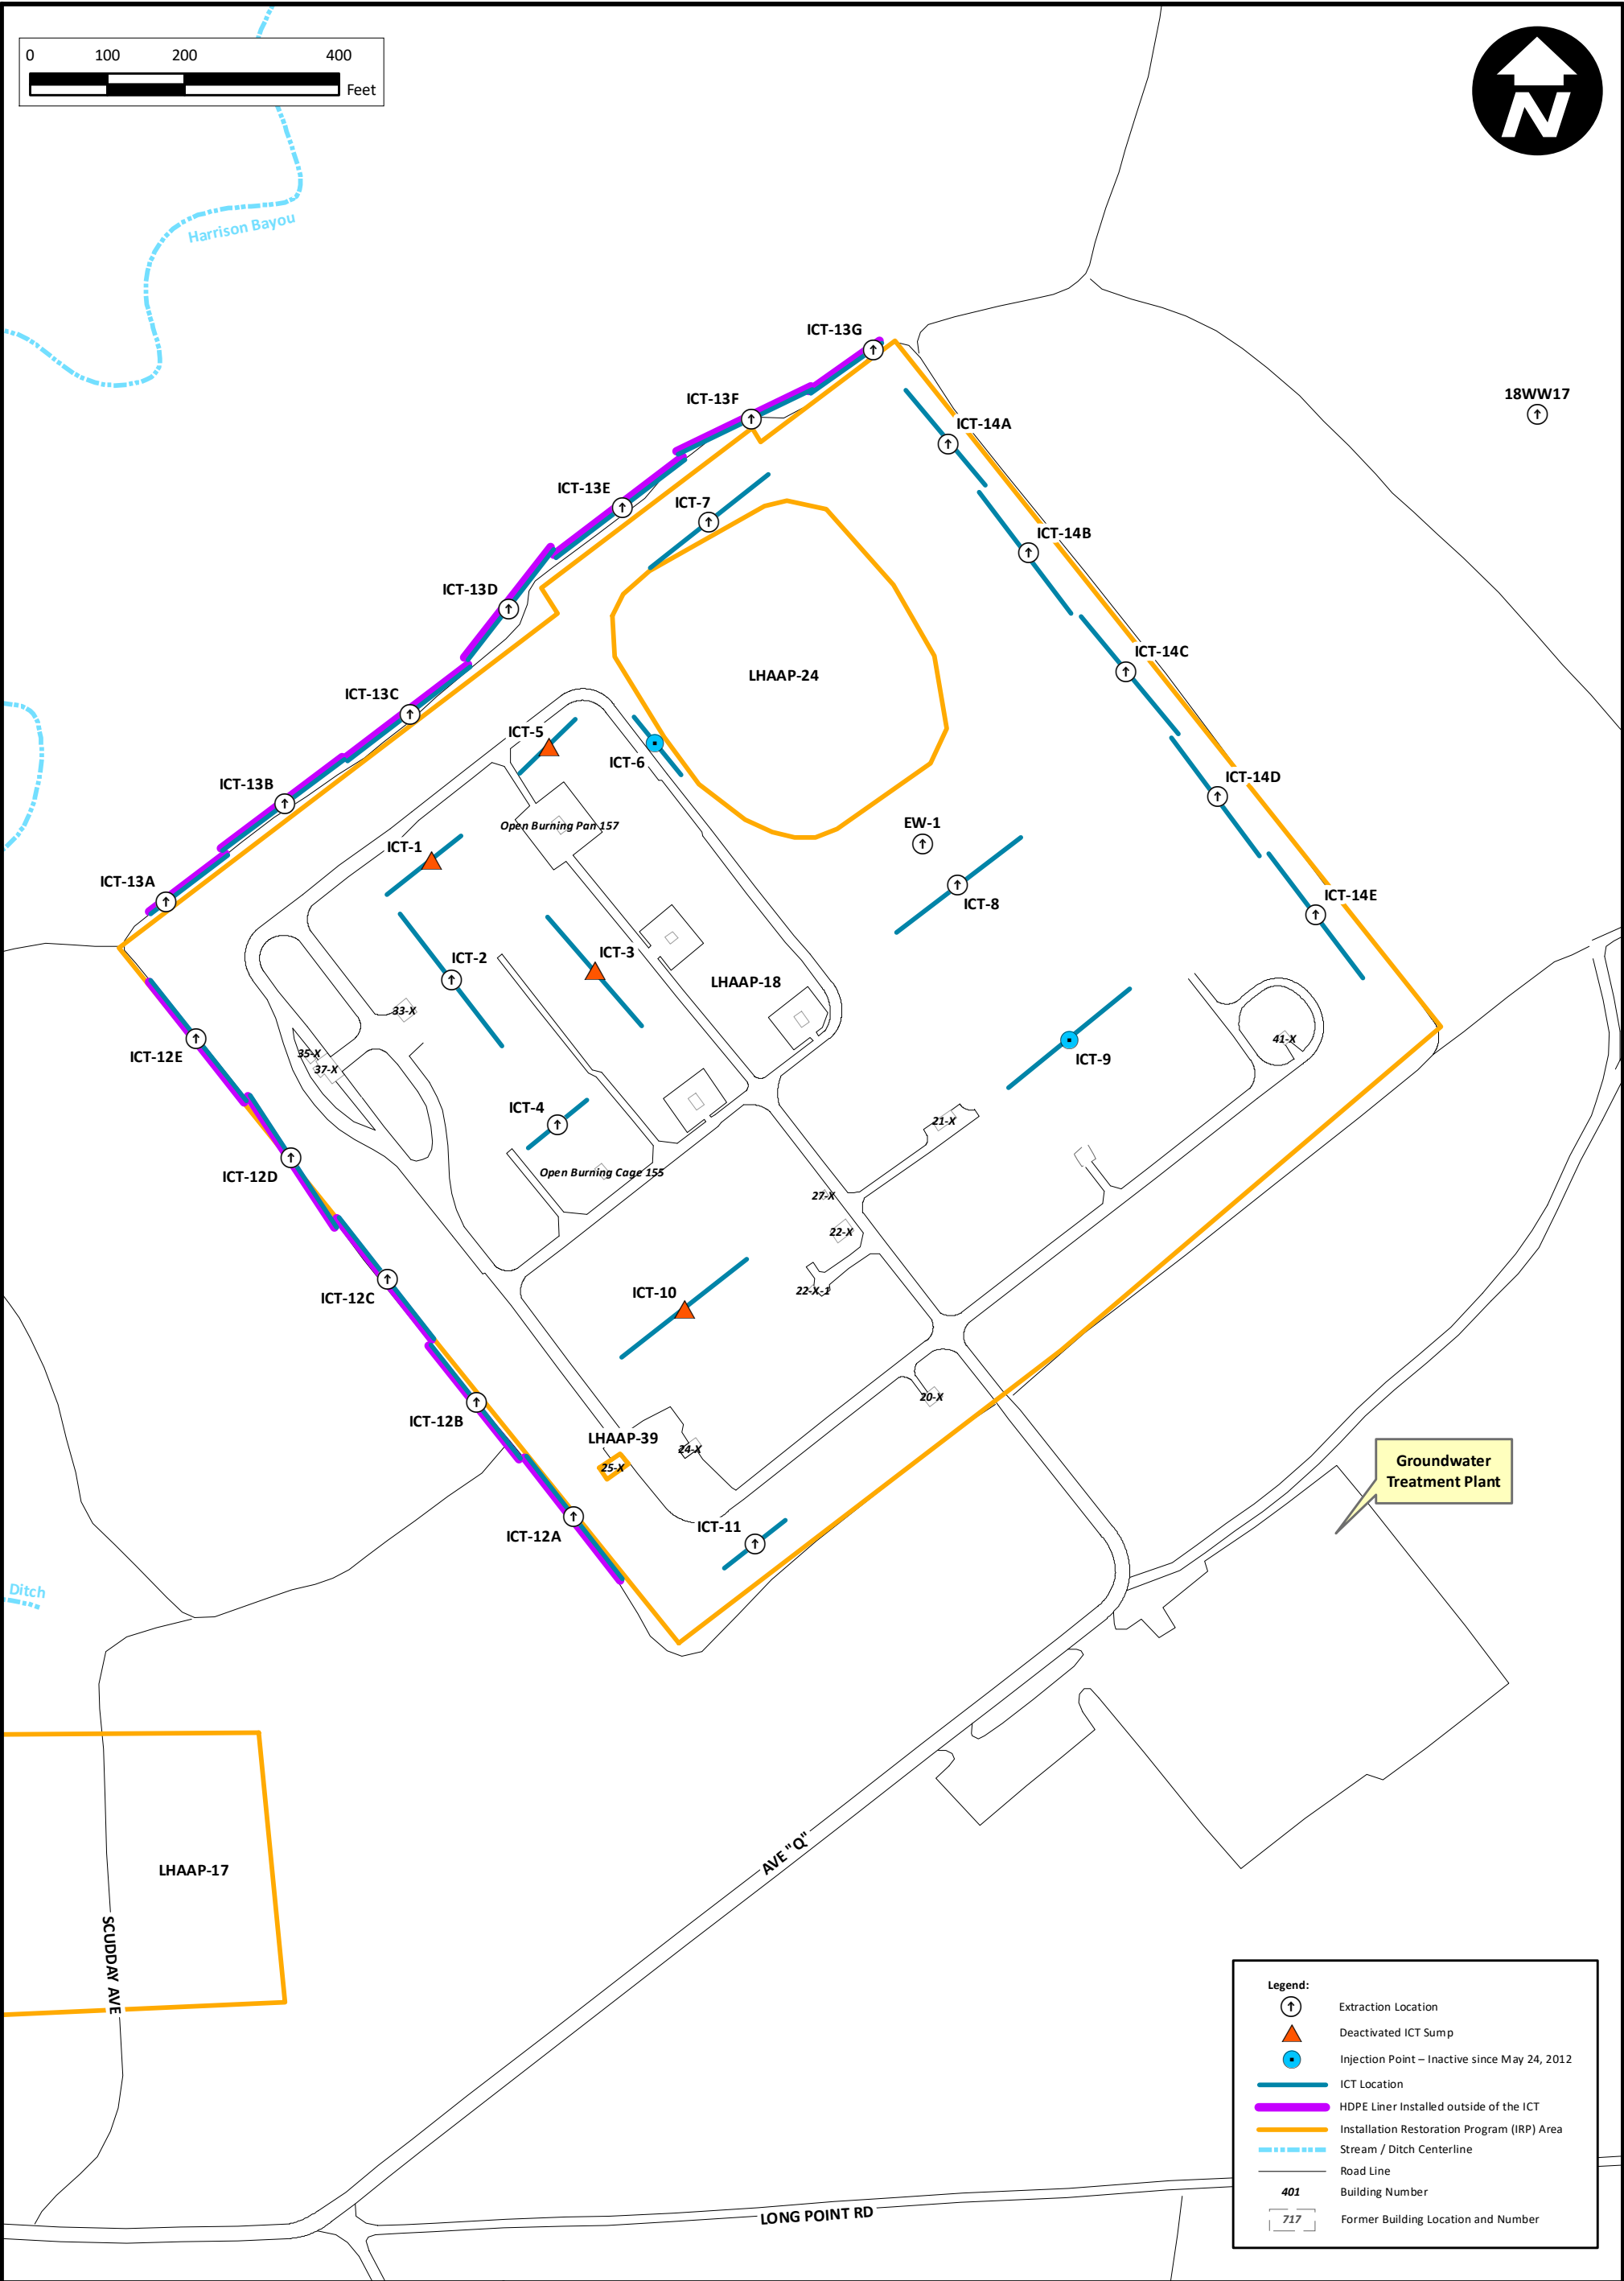 0 100 200 400
Feet
N
Harrison Bayou
ICT-13G
ICT-13F
18WW17
ICT-14A
ICT-13E
ICT-7
ICT-14B
ICT-13D
ICT-14C
LHAAP-24
ICT-13C
ICT-5
ICT-6
ICT-14D
ICT-13B
Open Burning Pan 157
EW-1
ICT-1
ICT-13A
ICT-14E
ICT-8
ICT-3
ICT-2
LHAAP-18
33-X
41-X
35-X
ICT-12E
ICT-9
37-X
ICT-4
21-X
Open Burning Cage 155
ICT-12D
27-X
22-X
22-X-1
ICT-10
ICT-12C
20-X
ICT-12B
LHAAP-39
24-X
25-X
Groundwater
Treatment Plant
ICT-11
ICT-12A
Ditch
AVE "Q"
LHAAP-17
SCUDDAY AVE
LONG POINT RD
Legend:
Extraction Location
Deactivated ICT Sump
Injection Point – Inactive since May 24, 2012
ICT Location
HDPE Liner Installed outside of the ICT
Installation Restoration Program (IRP) Area
Stream / Ditch Centerline
Road Line
401 Building Number
717 Former Building Location and Number